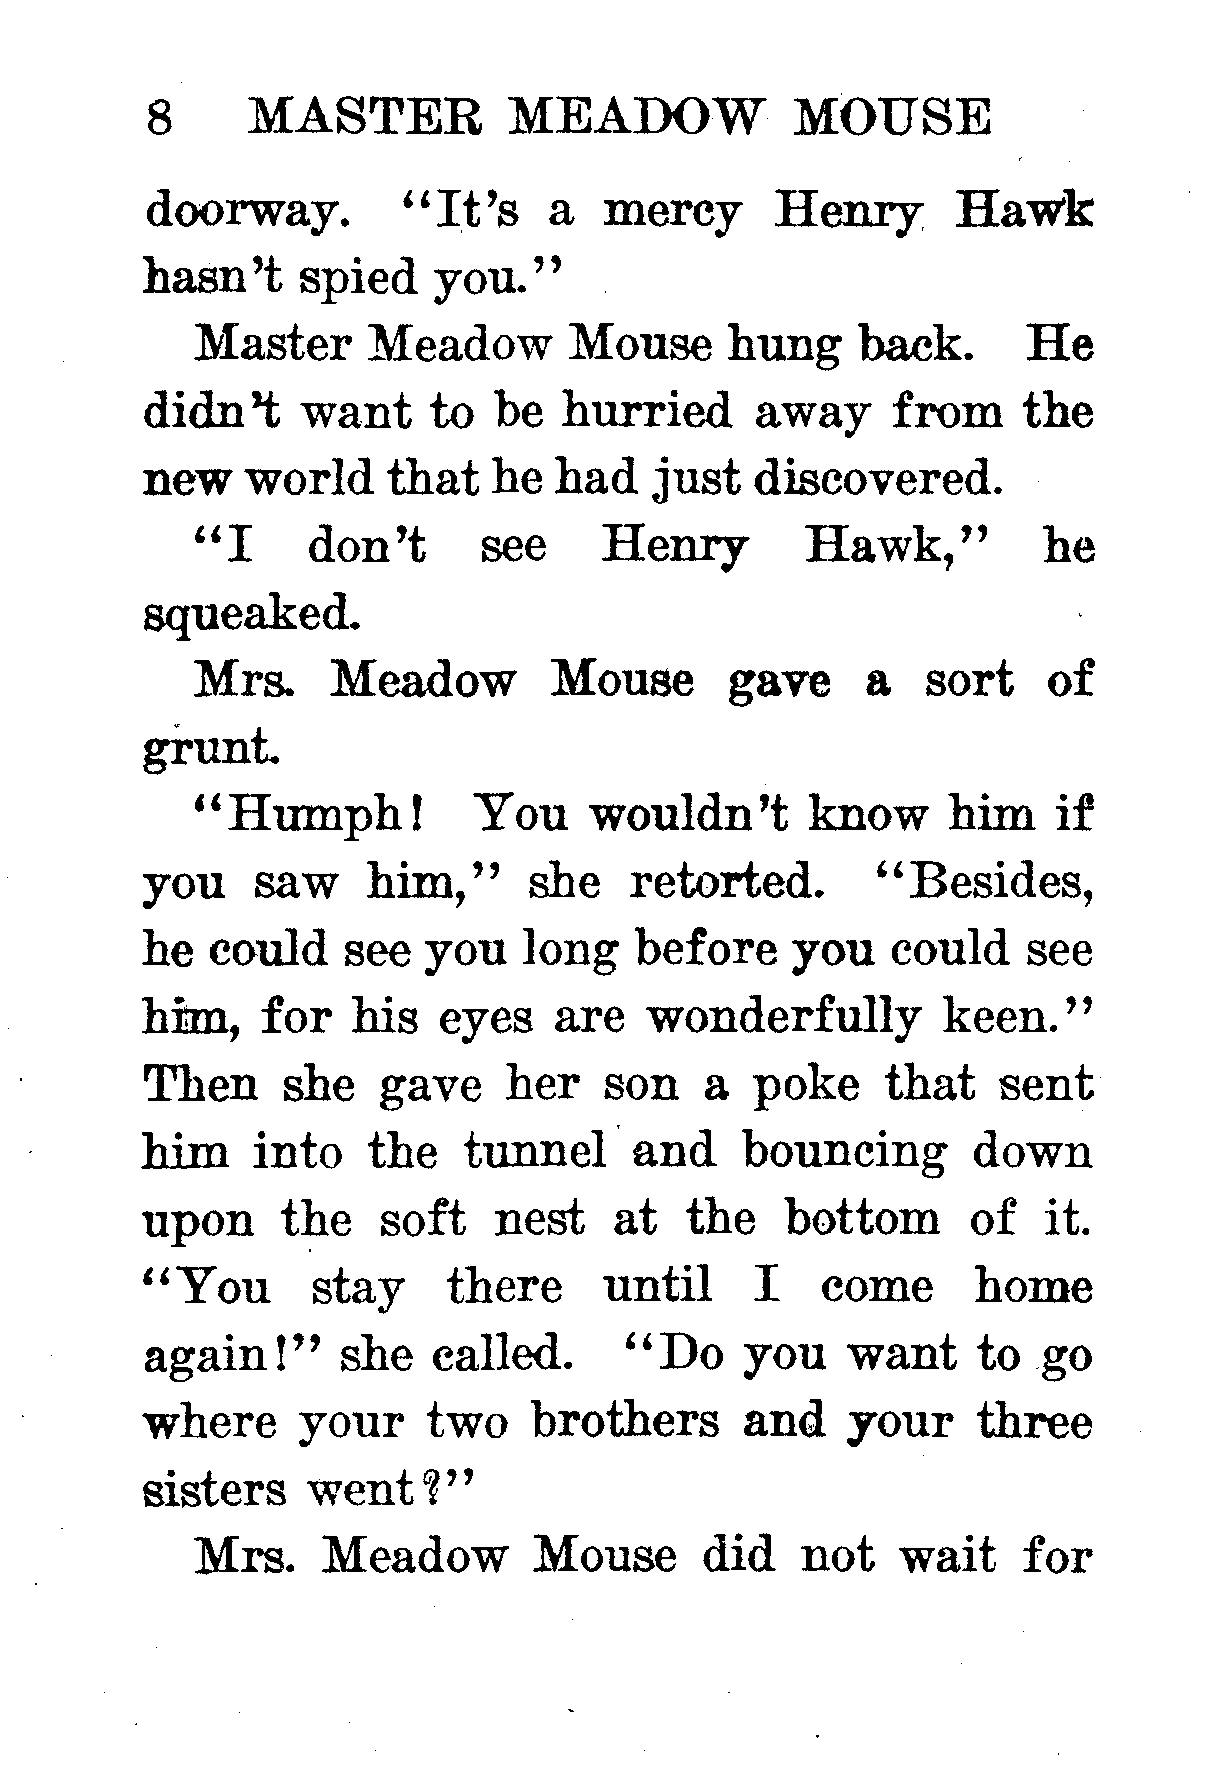 8 MASTER MEADOW MOUSE
doorway. "It's a mercy Henry Hawk
hasn't spied you."
Master Meadow Mouse hung back. He
didn't want to be hurried away from the
new world that he had just discovered.
"I don't see Henry Hawk," he
squeaked.
Mrs. Meadow Mouse gave a sort of
grunt.
"Humph! You wouldn't know him if
you saw him," she retorted. "Besides,
he could see you long before you could see
him, for his eyes are wonderfully keen."
Then she gave her son a poke that sent
him into the tunnel and bouncing down
upon the soft nest at the bottom of it.
"You stay there until I come home
again!" she called. "Do you want to go
where your two brothers and your three
sisters went?"
Mrs. Meadow Mouse did not wait for